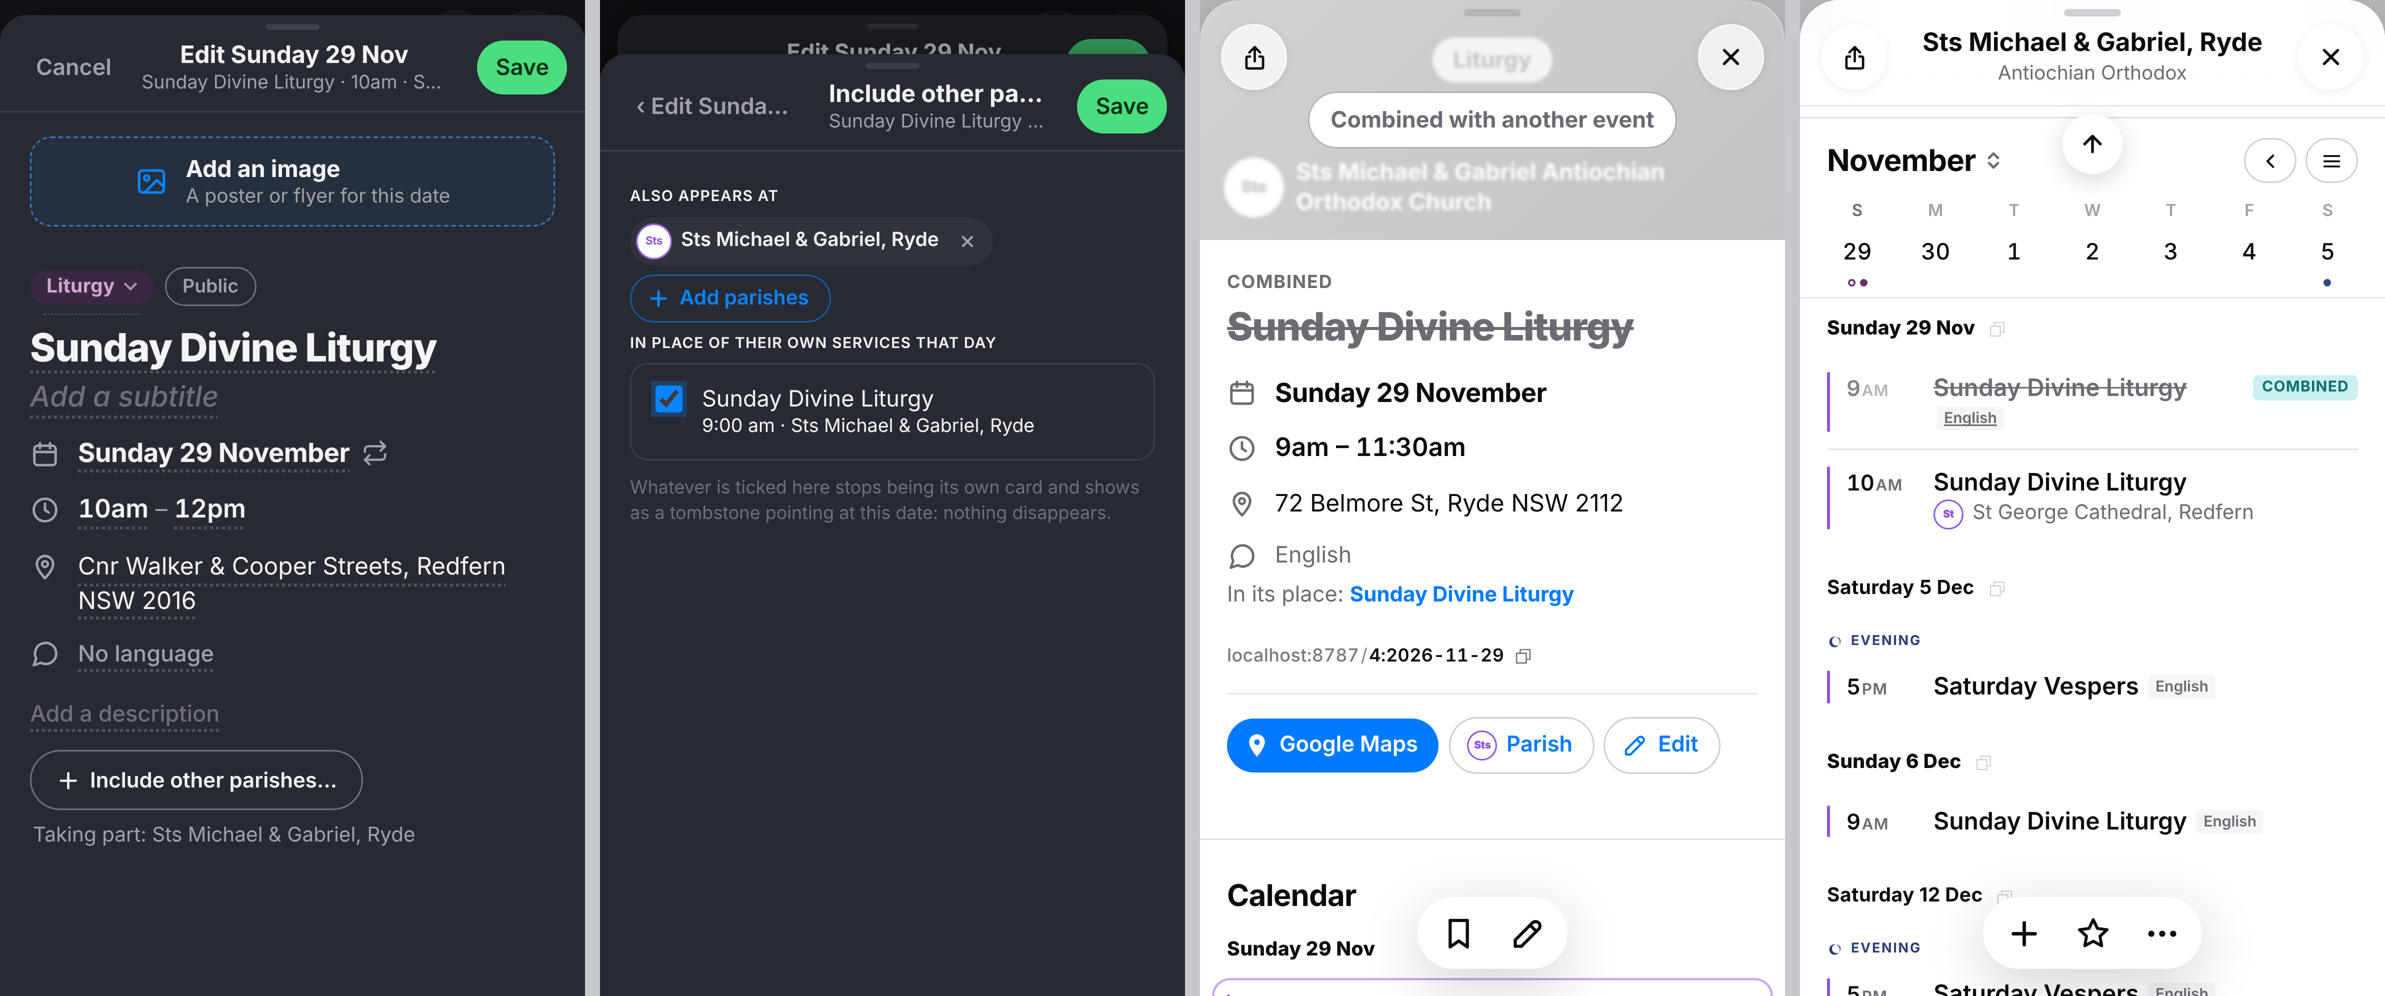 Cancel
Edit Sunday 29 Nov
Sunday Divine Liturgy · 10am · S...
Save
Add an image
A poster or flyer for this date
Liturgy
Public
Sunday Divine Liturgy
Add a subtitle
Sunday 29 November
10am – 12pm
Cnr Walker & Cooper Streets, Redfern
NSW 2016
No language
Add a description
+ Include other parishes...
Taking part: Sts Michael & Gabriel, Ryde
Edit Sunday 29 Nov
‹ Edit Sunda...
Include other pa...
Sunday Divine Liturgy ...
Save
ALSO APPEARS AT
Sts
Sts Michael & Gabriel, Ryde ×
+ Add parishes
IN PLACE OF THEIR OWN SERVICES THAT DAY
Sunday Divine Liturgy
9:00 am · Sts Michael & Gabriel, Ryde
Whatever is ticked here stops being its own card and shows
as a tombstone pointing at this date: nothing disappears.
Liturgy
Combined with another event
Sts
Sts Michael & Gabriel Antiochian
Orthodox Church
COMBINED
Sunday Divine Liturgy
Sunday 29 November
9am – 11:30am
72 Belmore St, Ryde NSW 2112
English
In its place: Sunday Divine Liturgy
localhost:8787/4:2026-11-29
Google Maps
Sts
Parish
Edit
Calendar
Sunday 29 Nov
Sts Michael & Gabriel, Ryde
Antiochian Orthodox
November
S M T W T F S
29 30 1 2 3 4 5
Sunday 29 Nov
9AM
Sunday Divine Liturgy
COMBINED
English
10AM
Sunday Divine Liturgy
St
St George Cathedral, Redfern
Saturday 5 Dec
EVENING
5PM
Saturday Vespers
English
Sunday 6 Dec
9AM
Sunday Divine Liturgy
English
Saturday 12 Dec
EVENING
5PM
Saturday Vespers
English